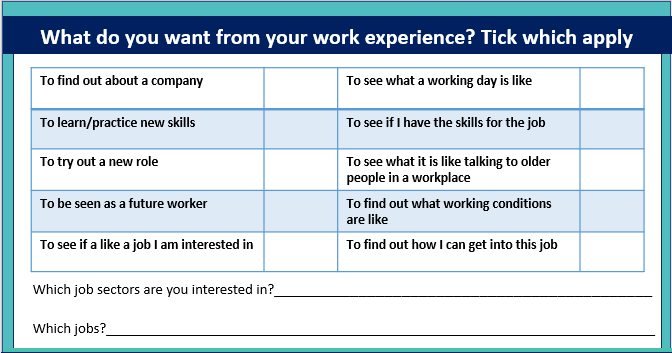 What do you want from your work experience? Tick which apply
To find out about a company
To see what a working day is like
To learn/practice new skills
To see if I have the skills for the job
To try out a new role
To see what it is like talking to older
people in a workplace
To be seen as a future worker
To find out what working conditions
are like
To see if a like a job I am interested in
To find out how I can get into this job
Which job sectors are you interested in?
Which jobs?